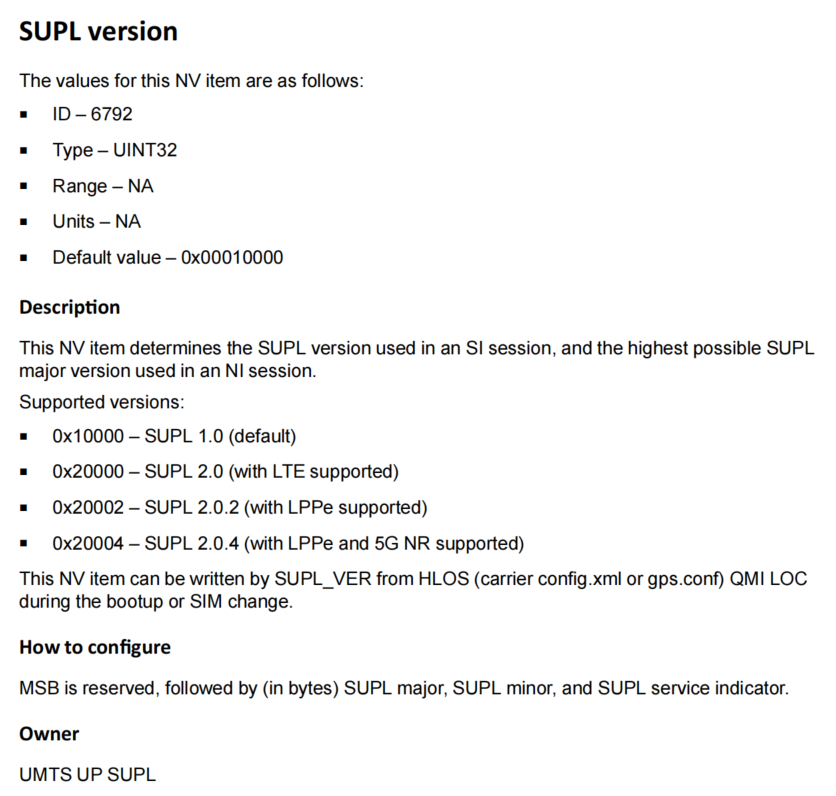 SUPL version
The values for this NV item are as follows:
▪ ID – 6792
▪ Type – UINT32
▪ Range – NA
▪ Units – NA
▪ Default value – 0x00010000
Description
This NV item determines the SUPL version used in an SI session, and the highest possible SUPL
major version used in an NI session.
Supported versions:
▪ 0x10000 – SUPL 1.0 (default)
▪ 0x20000 – SUPL 2.0 (with LTE supported)
▪ 0x20002 – SUPL 2.0.2 (with LPPe supported)
▪ 0x20004 – SUPL 2.0.4 (with LPPe and 5G NR supported)
This NV item can be written by SUPL_VER from HLOS (carrier config.xml or gps.conf) QMI LOC
during the bootup or SIM change.
How to configure
MSB is reserved, followed by (in bytes) SUPL major, SUPL minor, and SUPL service indicator.
Owner
UMTS UP SUPL